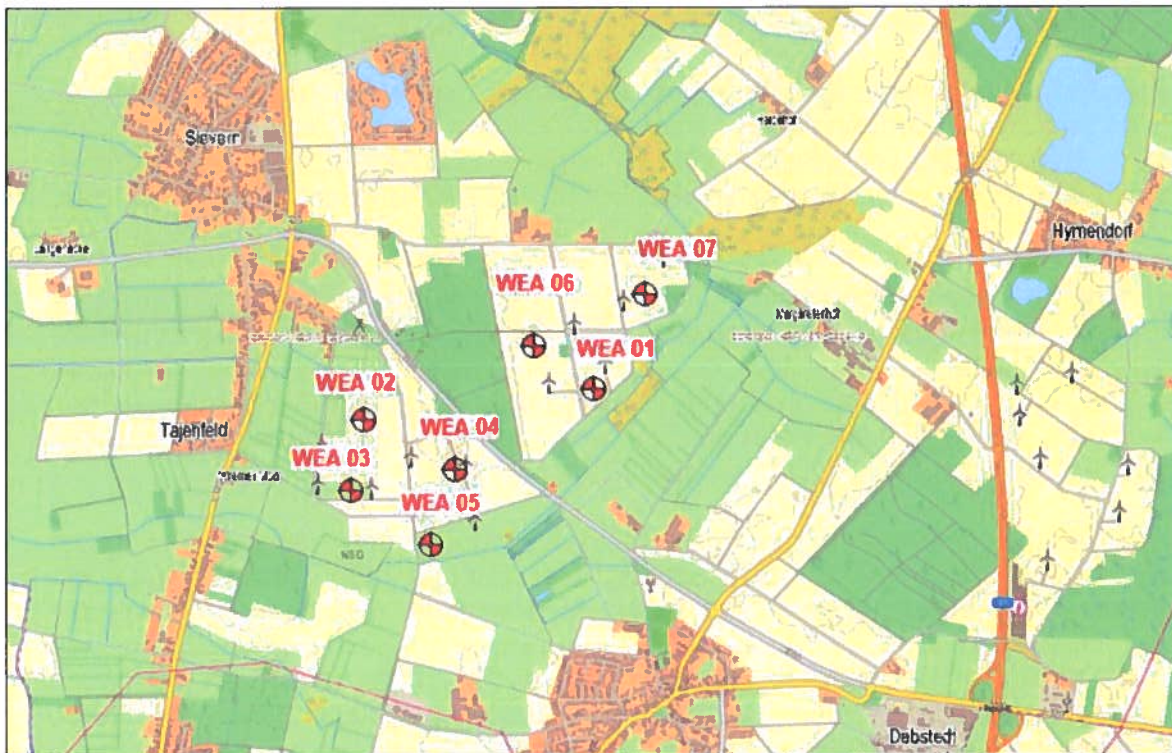 Sievern
Hymendorf
WEA 07
WEA 06
WEA 01
WEA 02
Tajenfeld
WEA 04
WEA 03
WEA 05
NSG
Debstedt